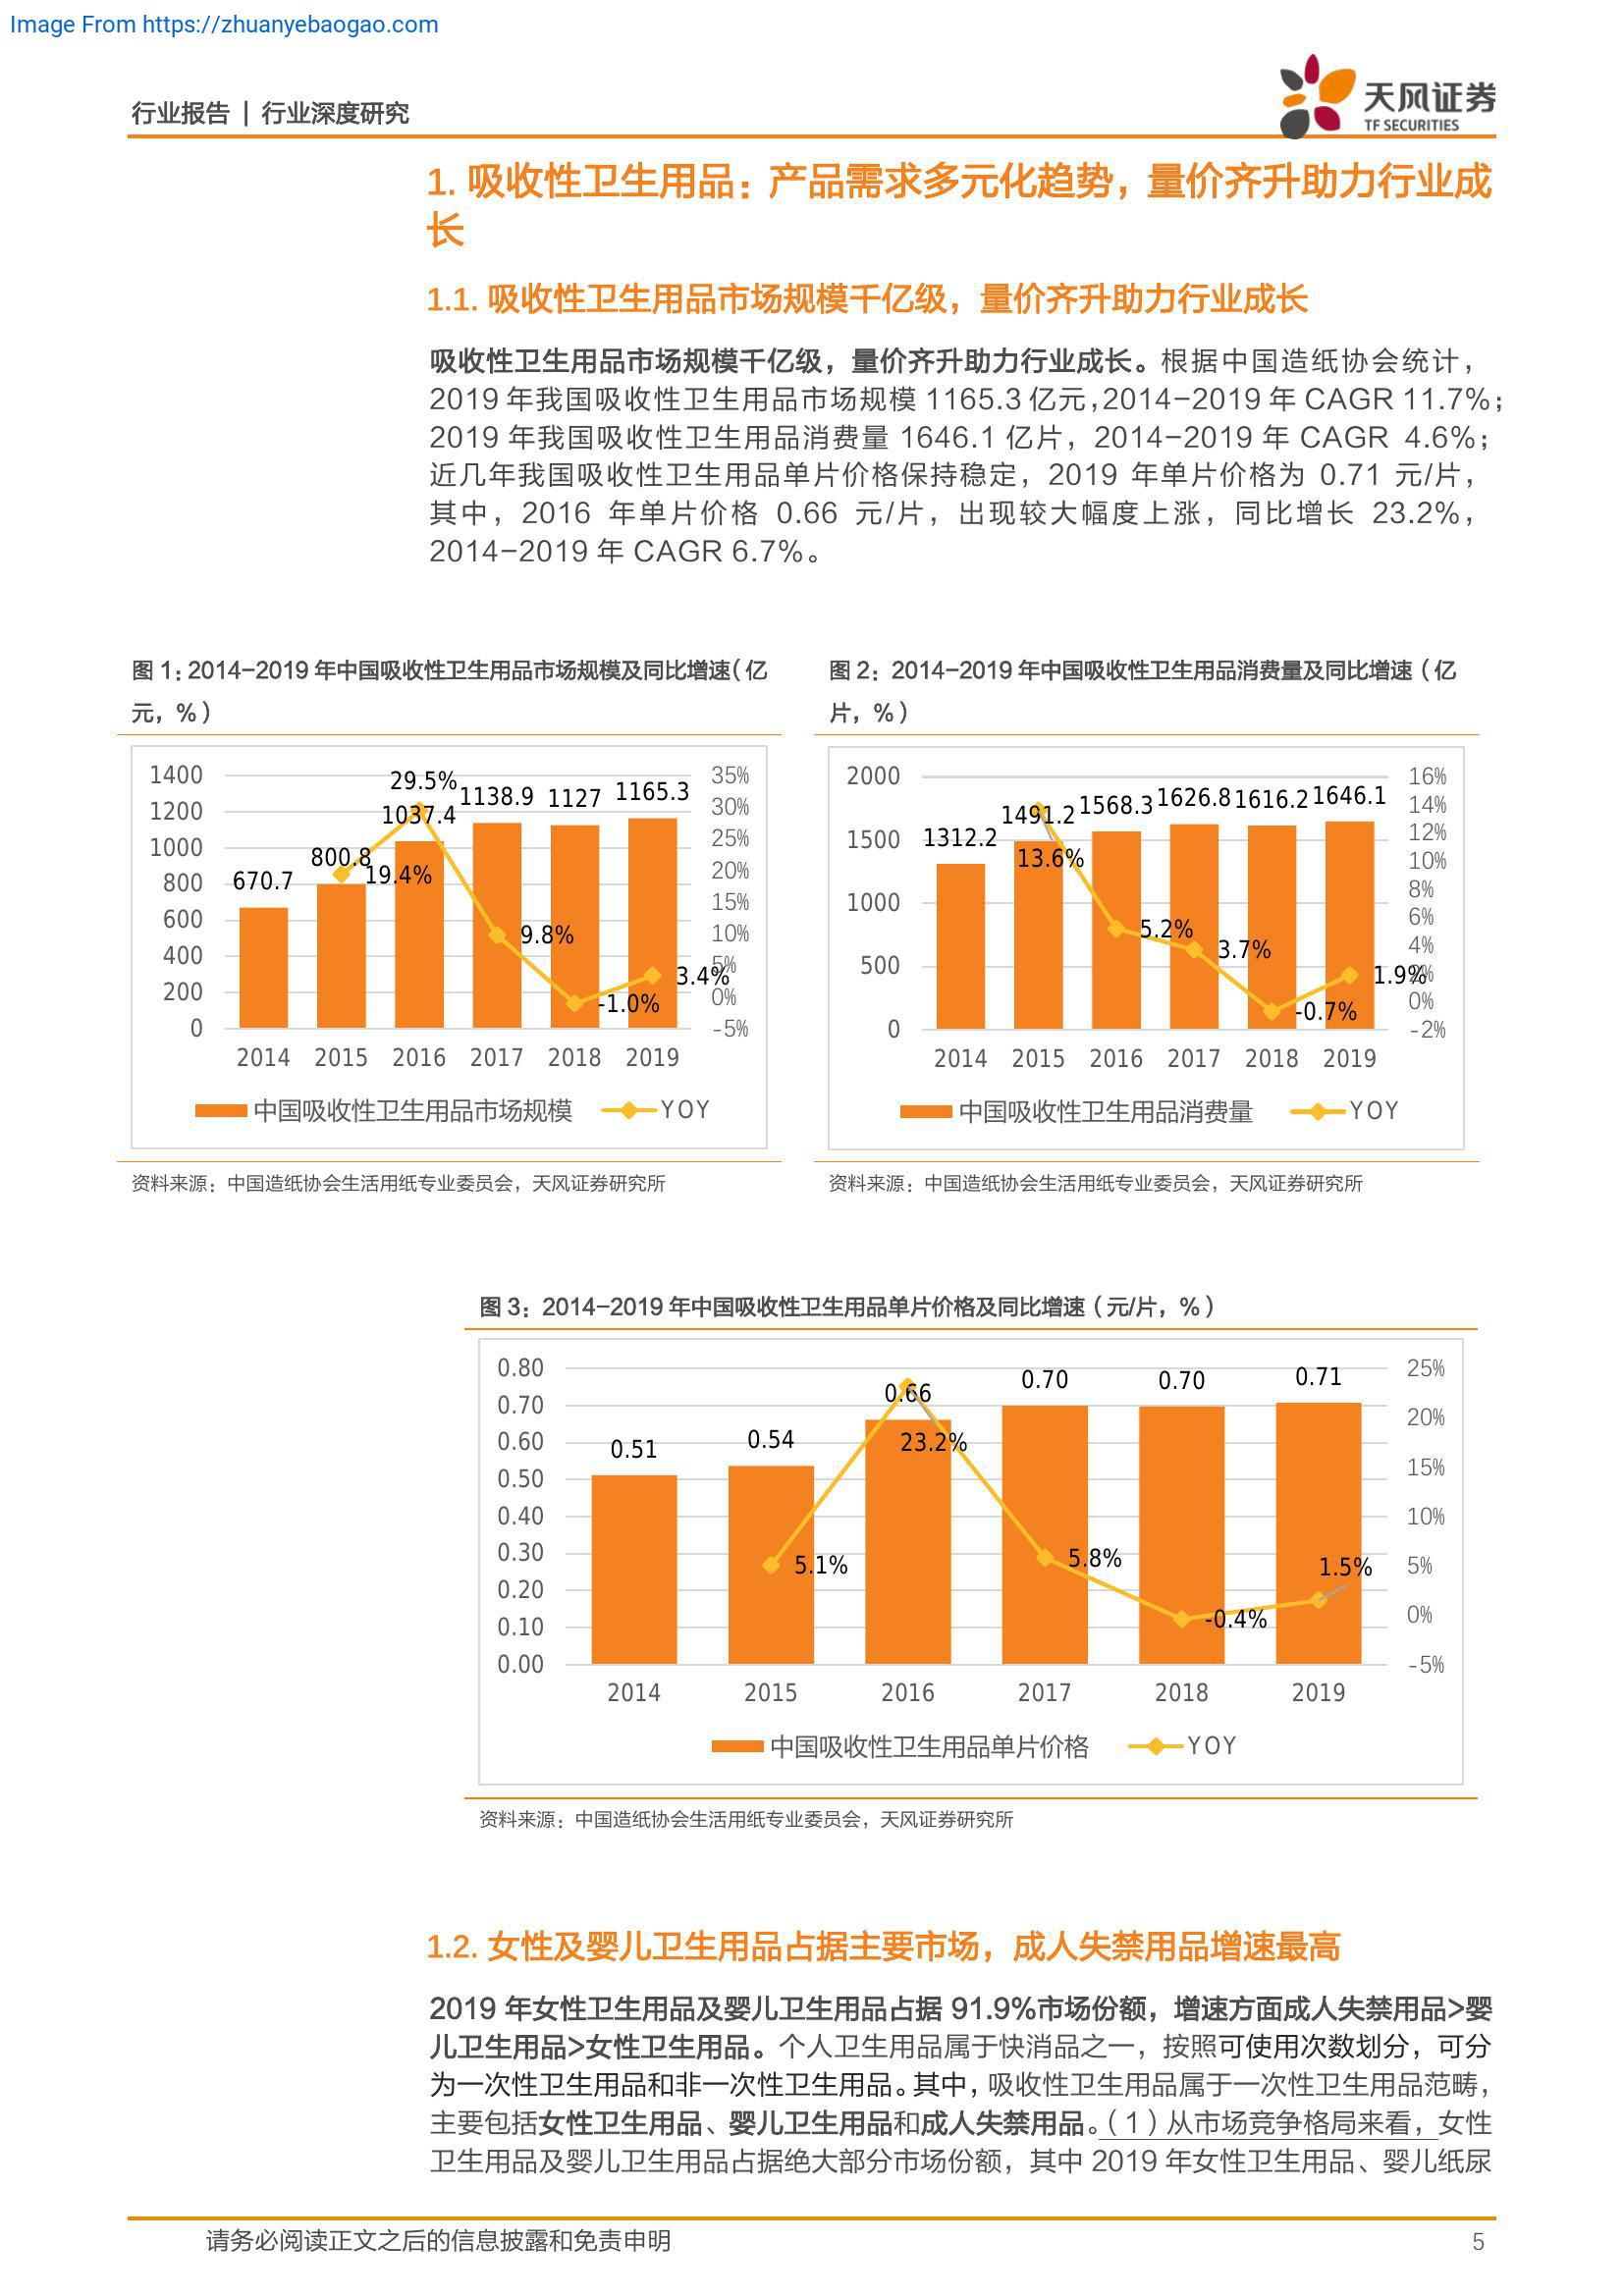 Image From https://zhuanyebaogao.com
行业报告 | 行业深度研究
天风证券
TF SECURITIES
1. 吸收性卫生用品：产品需求多元化趋势，量价齐升助力行业成
长
1.1. 吸收性卫生用品市场规模千亿级，量价齐升助力行业成长
吸收性卫生用品市场规模千亿级，量价齐升助力行业成长。根据中国造纸协会统计，
2019 年我国吸收性卫生用品市场规模 1165.3 亿元,2014-2019 年 CAGR 11.7%；
2019 年我国吸收性卫生用品消费量 1646.1 亿片，2014-2019 年 CAGR 4.6%；
近几年我国吸收性卫生用品单片价格保持稳定，2019 年单片价格为 0.71 元/片，
其中，2016 年单片价格 0.66 元/片，出现较大幅度上涨，同比增长 23.2%，
2014-2019 年 CAGR 6.7%。
图 1：2014-2019 年中国吸收性卫生用品市场规模及同比增速（亿
元，%）
1400 1200 1000 800 600 400 200 0
670.7 800.8 1037.4 1138.9 1127 1165.3
19.4% 29.5% 9.8% -1.0% 3.4%
35% 30% 25% 20% 15% 10% 5% 0% -5%
2014 2015 2016 2017 2018 2019
中国吸收性卫生用品市场规模 YOY
资料来源：中国造纸协会生活用纸专业委员会，天风证券研究所
图 2：2014-2019 年中国吸收性卫生用品消费量及同比增速（亿
片，%）
2000 1500 1000 500 0
1312.2 1491.2 1568.3 1626.8 1616.2 1646.1
13.6% 5.2% 3.7% -0.7% 1.9%
16% 14% 12% 10% 8% 6% 4% 2% 0% -2%
2014 2015 2016 2017 2018 2019
中国吸收性卫生用品消费量 YOY
资料来源：中国造纸协会生活用纸专业委员会，天风证券研究所
图 3：2014-2019 年中国吸收性卫生用品单片价格及同比增速（元/片，%）
0.80 0.70 0.60 0.50 0.40 0.30 0.20 0.10 0.00
0.51 0.54 0.66 0.70 0.70 0.71
5.1% 23.2% 5.8% -0.4% 1.5%
25% 20% 15% 10% 5% 0% -5%
2014 2015 2016 2017 2018 2019
中国吸收性卫生用品单片价格 YOY
资料来源：中国造纸协会生活用纸专业委员会，天风证券研究所
1.2. 女性及婴儿卫生用品占据主要市场，成人失禁用品增速最高
2019 年女性卫生用品及婴儿卫生用品占据 91.9%市场份额，增速方面成人失禁用品>婴
儿卫生用品>女性卫生用品。个人卫生用品属于快消品之一，按照可使用次数划分，可分
为一次性卫生用品和非一次性卫生用品。其中，吸收性卫生用品属于一次性卫生用品范畴，
主要包括女性卫生用品、婴儿卫生用品和成人失禁用品。（1）从市场竞争格局来看，女性
卫生用品及婴儿卫生用品占据绝大部分市场份额，其中 2019 年女性卫生用品、婴儿纸尿
请务必阅读正文之后的信息披露和免责申明
5